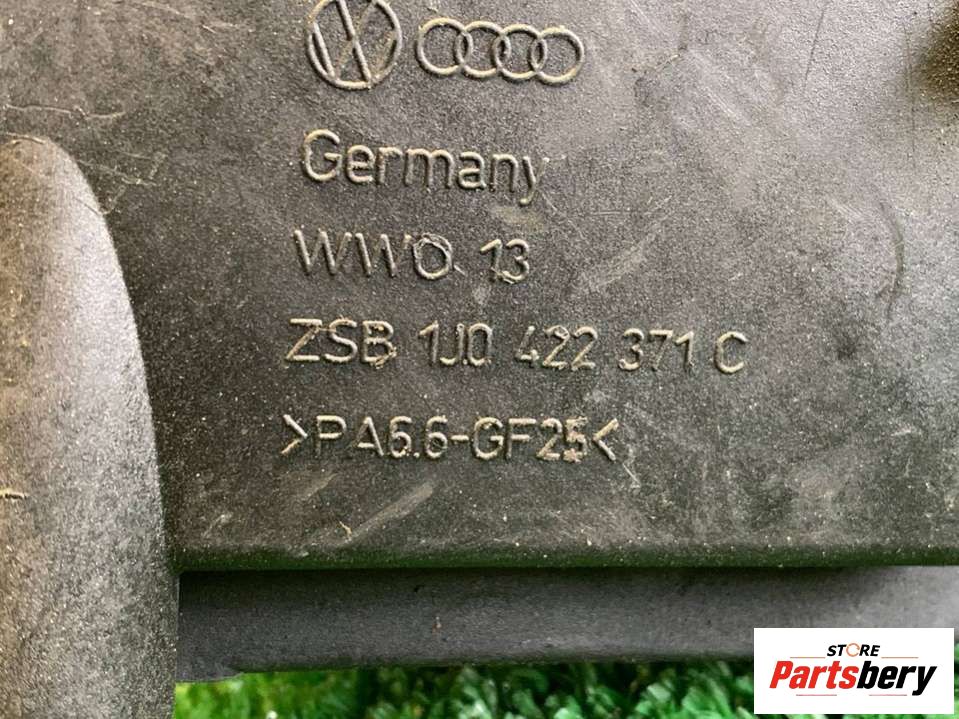 Germany
WWO 13
ZSB 1J0 422 371 C
>PA6.6-GF25<
STORE
Partsbery